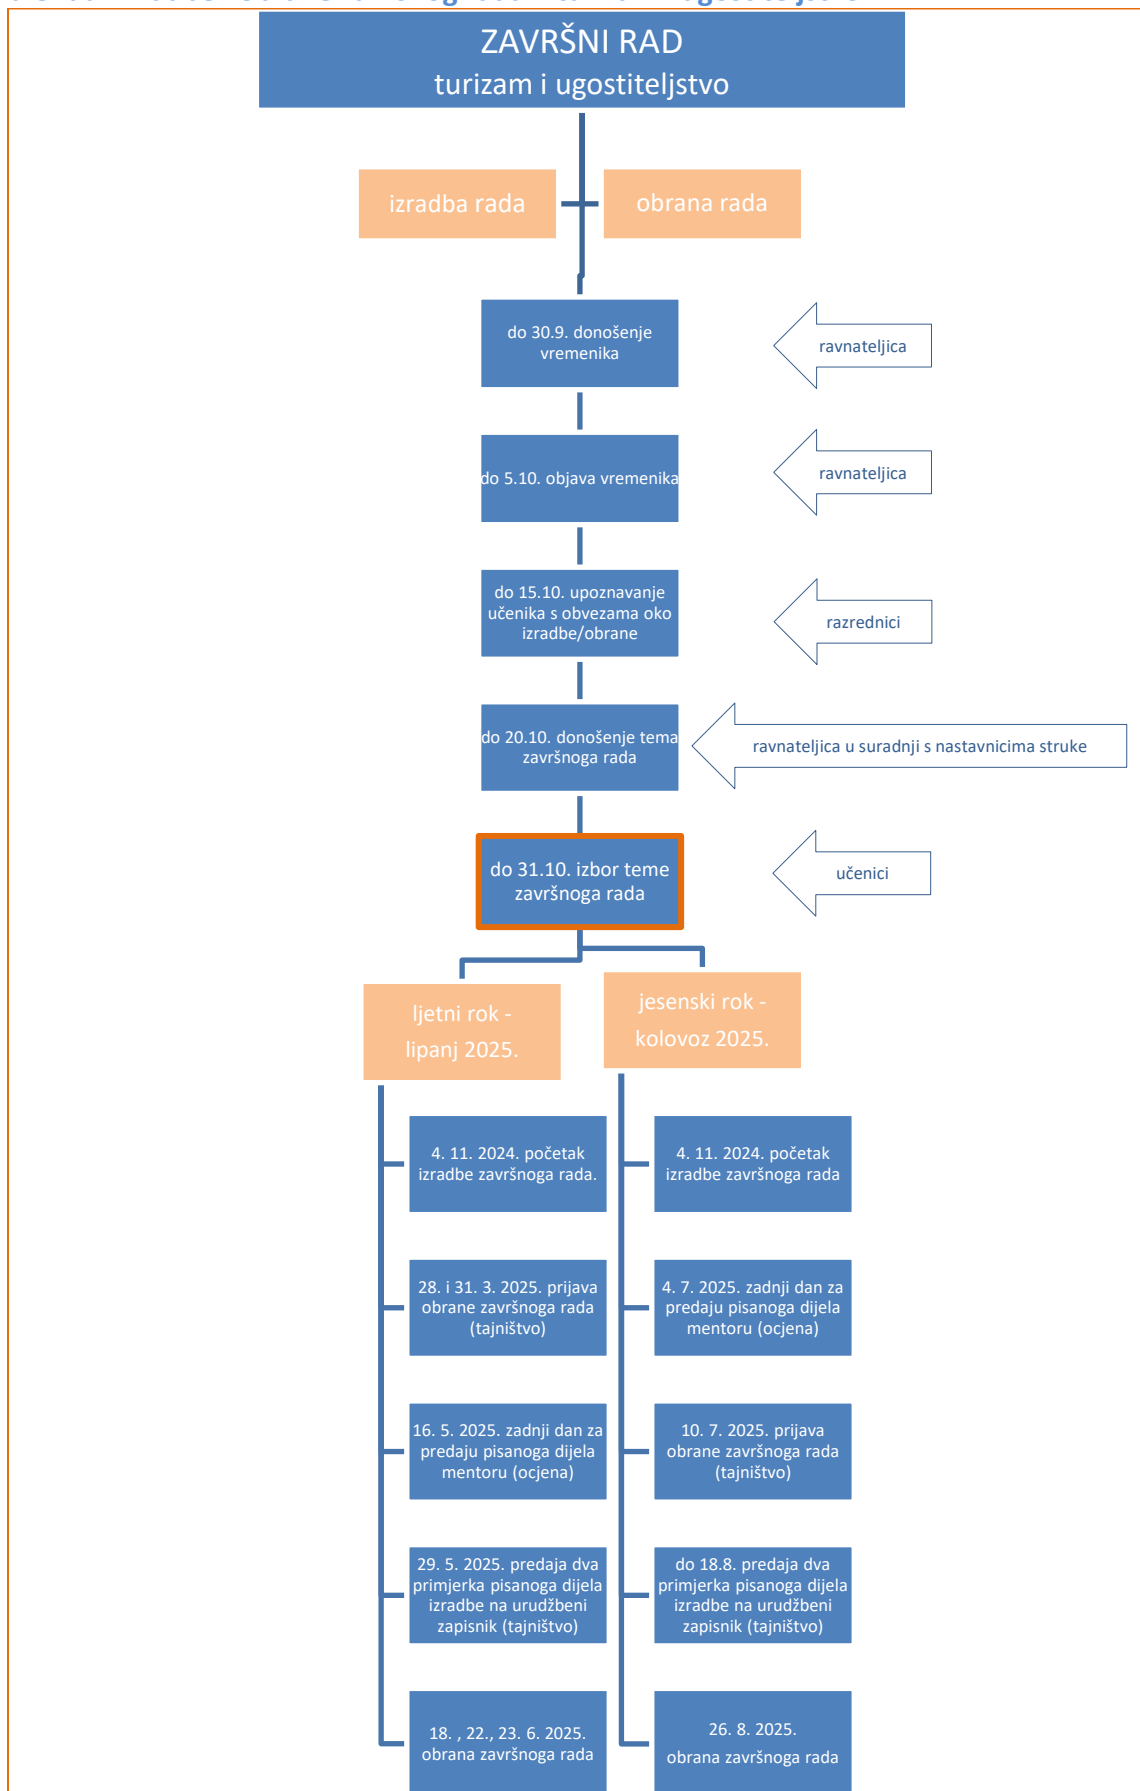 ZAVRŠNI RAD
turizam i ugostiteljstvo
izradba rada
obrana rada
do 30.9. donošenje
vremenika
ravnateljica
do 5.10. objava vremenika
ravnateljica
do 15.10. upoznavanje
učenika s obvezama oko
izradbe/obrane
razrednici
do 20.10. donošenje tema
završnoga rada
ravnateljica u suradnji s nastavnicima struke
do 31.10. izbor teme
završnoga rada
učenici
ljetni rok -
lipanj 2025.
jesenski rok -
kolovoz 2025.
4. 11. 2024. početak
izradbe završnoga rada.
4. 11. 2024. početak
izradbe završnoga rada
28. i 31. 3. 2025. prijava
obrane završnoga rada
(tajništvo)
4. 7. 2025. zadnji dan za
predaju pisanoga dijela
mentoru (ocjena)
16. 5. 2025. zadnji dan za
predaju pisanoga dijela
mentoru (ocjena)
10. 7. 2025. prijava
obrane završnoga rada
(tajništvo)
29. 5. 2025. predaja dva
primjerka pisanoga dijela
izradbe na urudžbeni
zapisnik (tajništvo)
do 18.8. predaja dva
primjerka pisanoga dijela
izradbe na urudžbeni
zapisnik (tajništvo)
18. , 22., 23. 6. 2025.
obrana završnoga rada
26. 8. 2025.
obrana završnoga rada